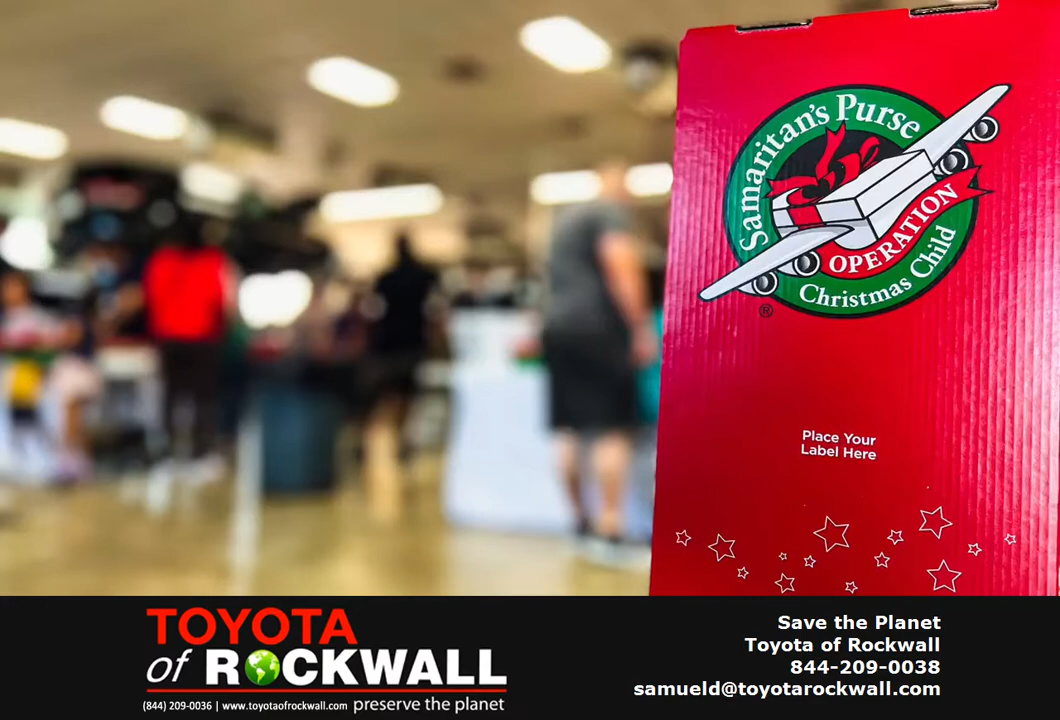 Samaritan's Purse
OPERATION
Christmas Child
®
Place Your
Label Here
TOYOTA
of ROCKWALL
(844) 209-0036 | www.toyotaofrockwall.com preserve the planet
Save the Planet
Toyota of Rockwall
844-209-0038
samueld@toyotarockwall.com